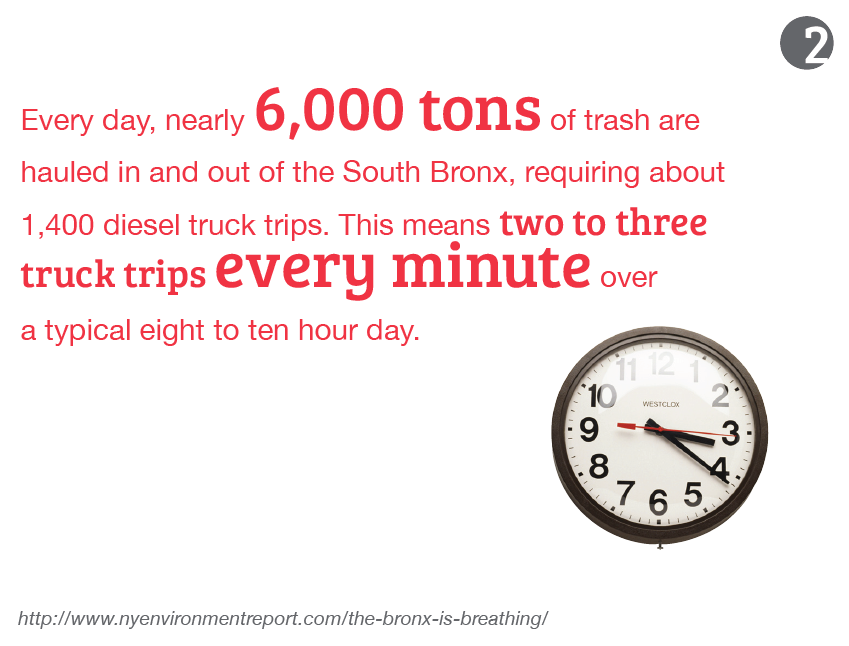 2
Every day, nearly 6,000 tons of trash are
hauled in and out of the South Bronx, requiring about
1,400 diesel truck trips. This means two to three
truck trips every minute over
a typical eight to ten hour day.
12
11 1
10 2
WESTCLOX
9 3
8 4
7 5
6
http://www.nyenvironmentreport.com/the-bronx-is-breathing/